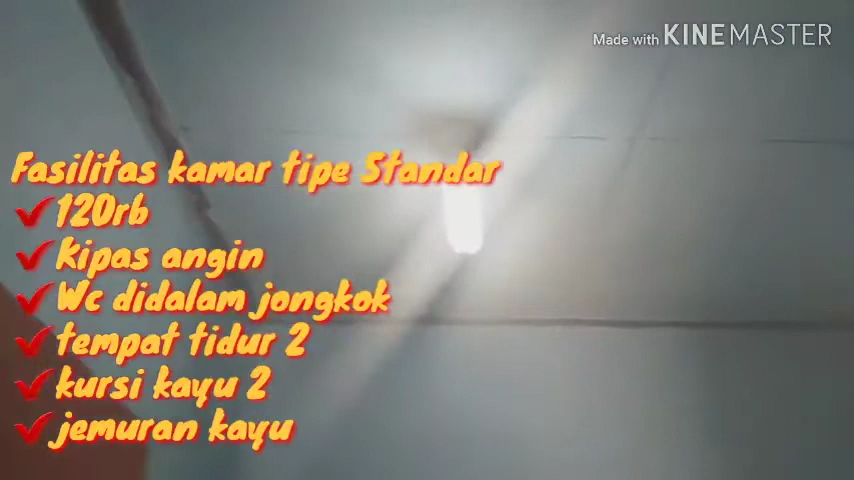 Made with KINEMASTER
Fasilitas kamar tipe Standar
✓120rb
✓kipas angin
✓Wc didalam jongkok
✓tempat tidur 2
✓kursi kayu 2
✓jemuran kayu